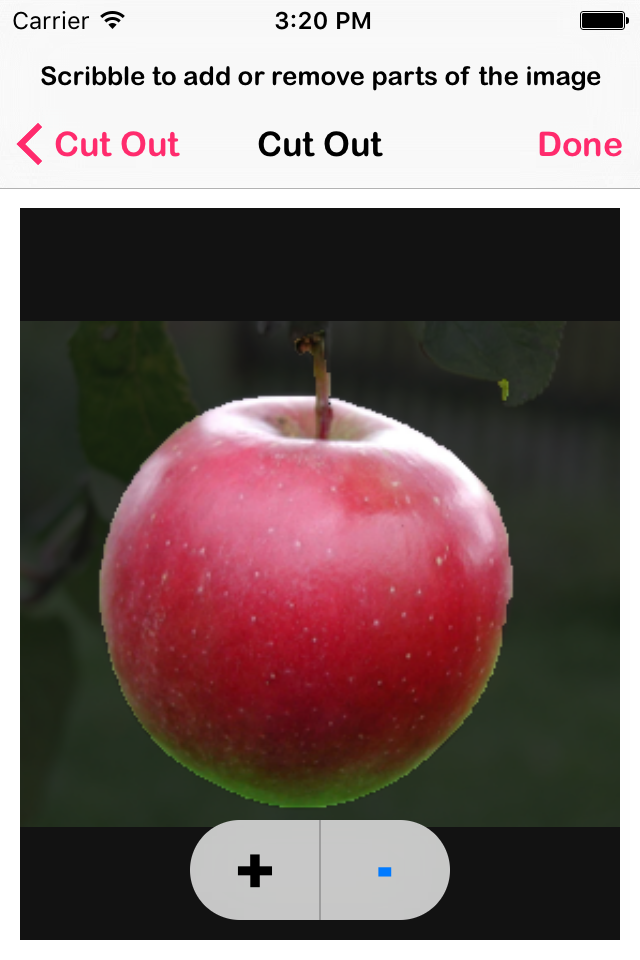 Carrier 3:20 PM
Scribble to add or remove parts of the image
Cut Out Cut Out Done
+ -